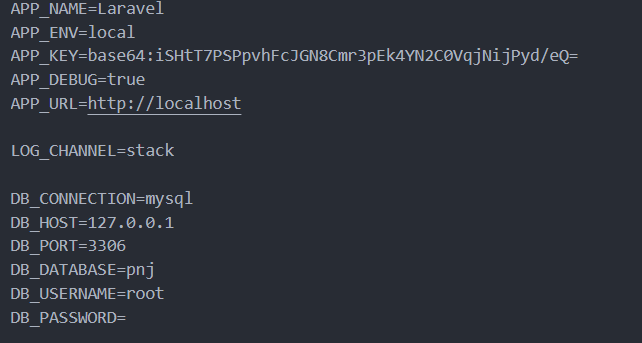 APP_NAME=Laravel
APP_ENV=local
APP_KEY=base64:iSHtT7PSPpvhFcJGN8Cmr3pEk4YN2C0VqjNijPyd/eQ=
APP_DEBUG=true
APP_URL=http://localhost
LOG_CHANNEL=stack
DB_CONNECTION=mysql
DB_HOST=127.0.0.1
DB_PORT=3306
DB_DATABASE=pnj
DB_USERNAME=root
DB_PASSWORD=